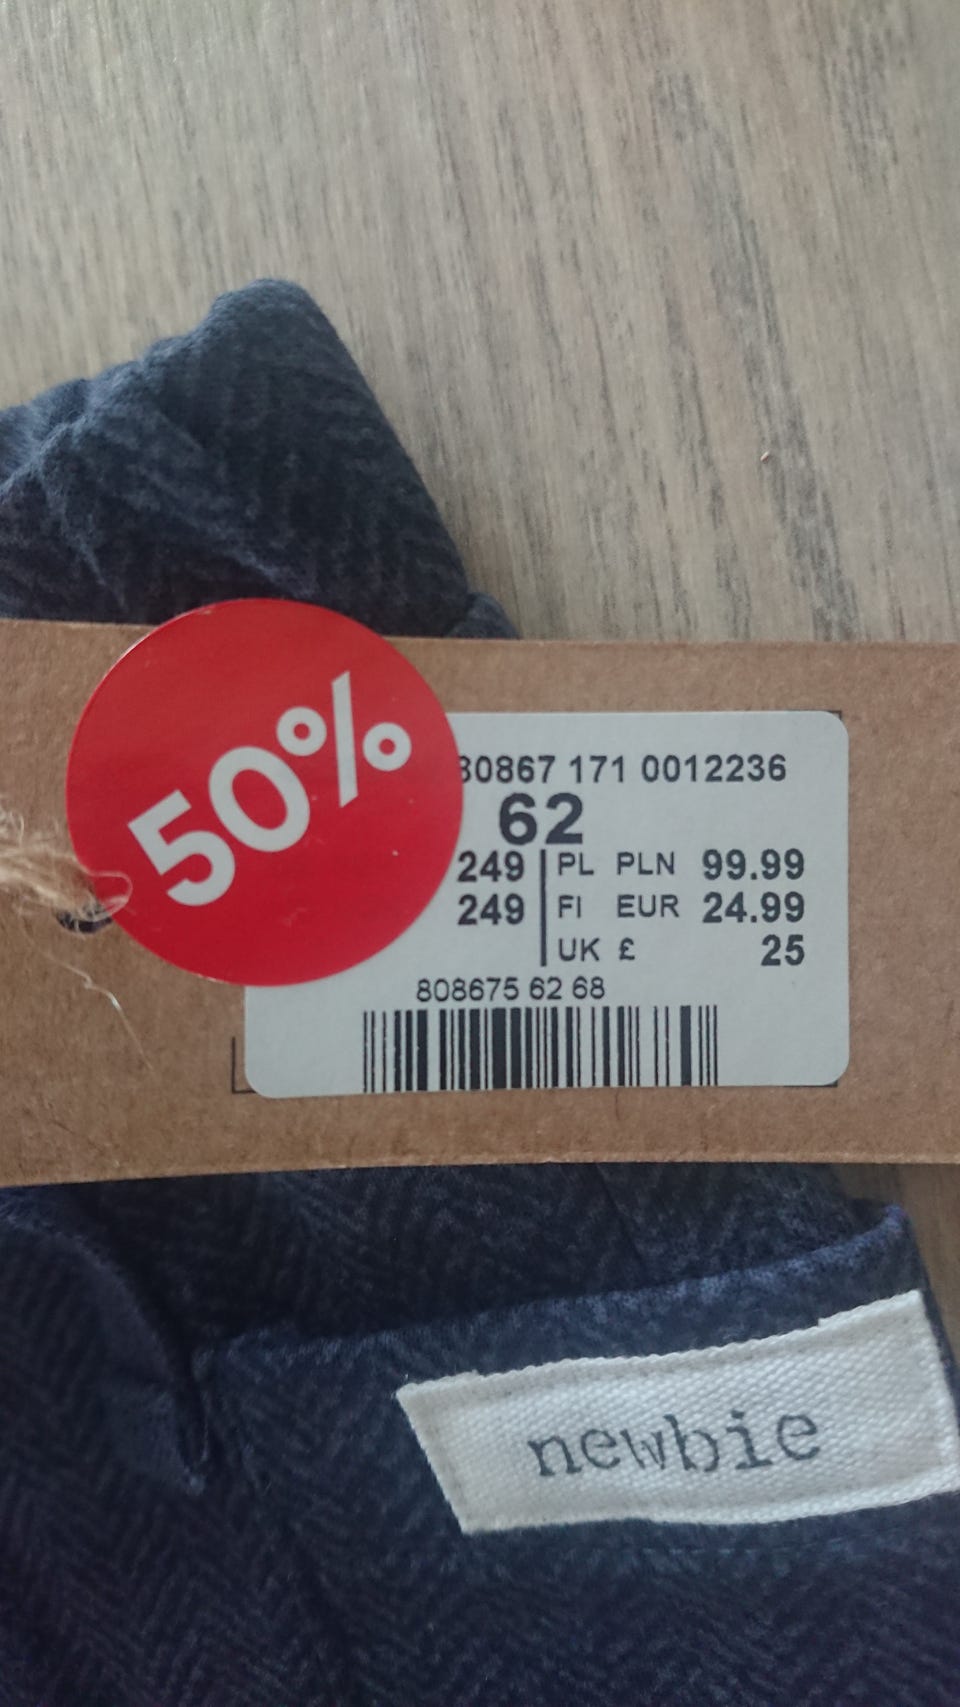 50%
80867 171 0012236
62
249 PL PLN 99.99
249 FI EUR 24.99
UK £ 25
808675 62 68
newbie